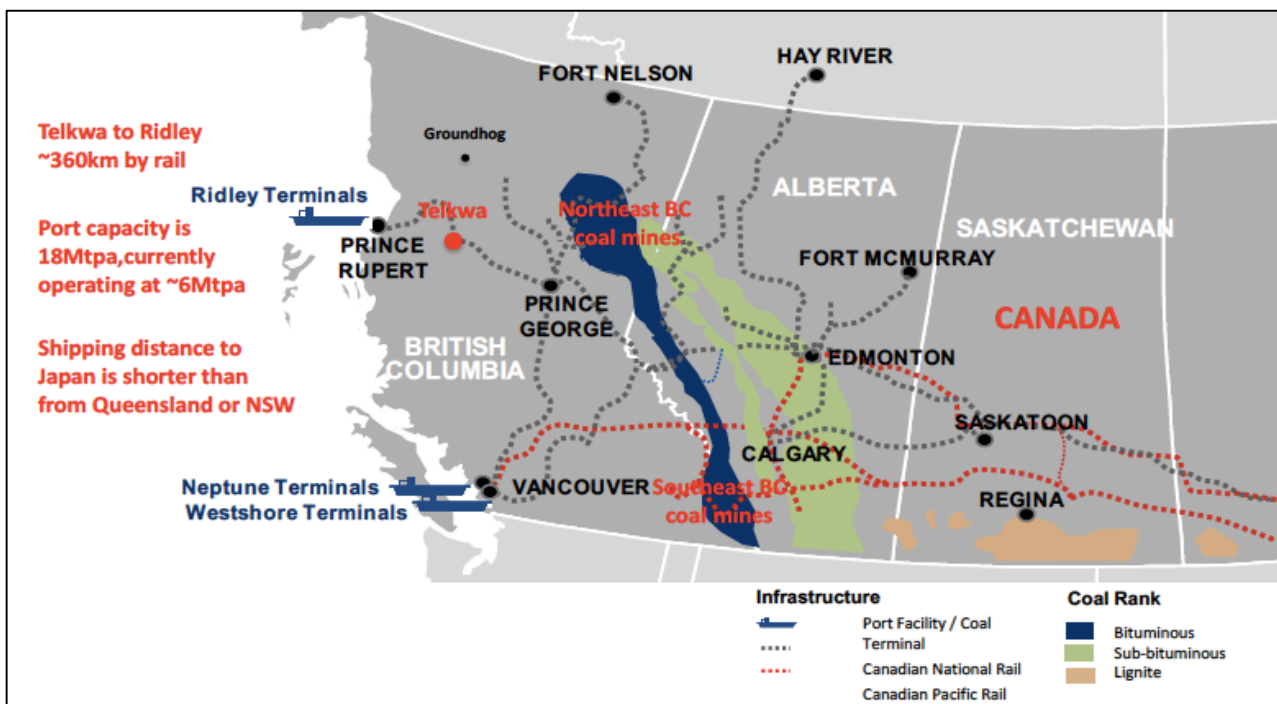 Telkwa to Ridley
~360km by rail
Ridley Terminals
Port capacity is
18Mtpa,currently
operating at ~6Mtpa
Shipping distance to
Japan is shorter than
from Queensland or NSW
Neptune Terminals
Westshore Terminals
FORT NELSON
HAY RIVER
Groundhog
Telkwa
PRINCE
RUPERT
PRINCE
GEORGE
BRITISH
COLUMBIA
Northeast BC
coal mines
ALBERTA
SASKATCHEWAN
FORT MCMURRAY
CANADA
EDMONTON
SASKATOON
CALGARY
VANCOUVER
Southeast BC
coal mines
REGINA
Infrastructure
Port Facility / Coal
Terminal
Canadian National Rail
Canadian Pacific Rail
Coal Rank
Bituminous
Sub-bituminous
Lignite